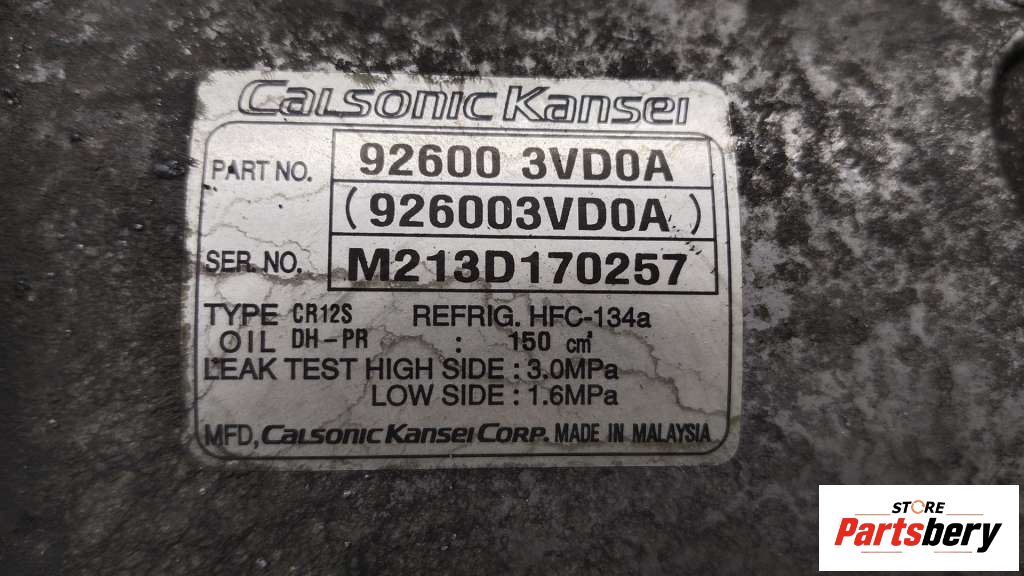 CALSONIC KANSEI
PART NO. 92600 3VD0A
(926003VD0A)
SER. NO. M213D170257
TYPE CR12S REFRIG. HFC-134a
OIL DH-PR : 150 cm³
LEAK TEST HIGH SIDE : 3.0MPa
LOW SIDE : 1.6MPa
MFD, CALSONIC KANSEI CORP. MADE IN MALAYSIA
STORE
Partsbery